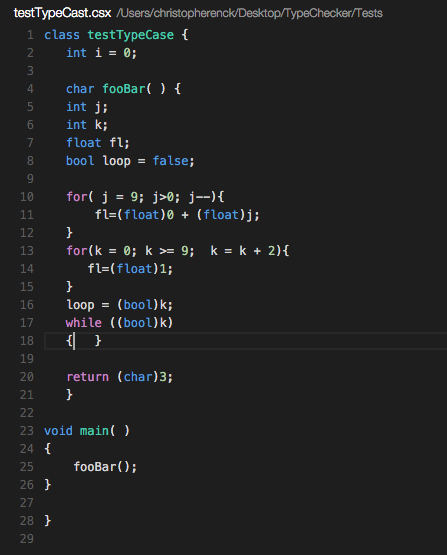 testTypeCast.csx /Users/christopherenck/Desktop/TypeChecker/Tests
1 class testTypeCase {
2 int i = 0;
3
4 char fooBar( ) {
5 int j;
6 int k;
7 float fl;
8 bool loop = false;
9
10 for( j = 9; j>0; j--){
11 fl=(float)0 + (float)j;
12 }
13 for(k = 0; k >= 9;  k = k + 2){
14 fl=(float)1;
15 }
16 loop = (bool)k;
17 while ((bool)k)
18 {   }
19
20 return (char)3;
21 }
22
23 void main( )
24 {
25 fooBar();
26 }
27
28 }
29